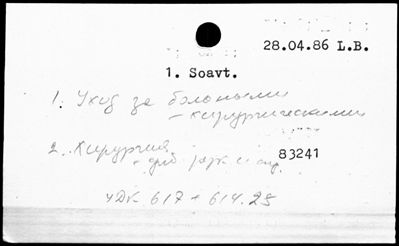 28.04.86 L.B.
1. Soavt.
1. Уход за больными
- хирургическими
2. Хирургия
83241
УДК 617 + 614.25